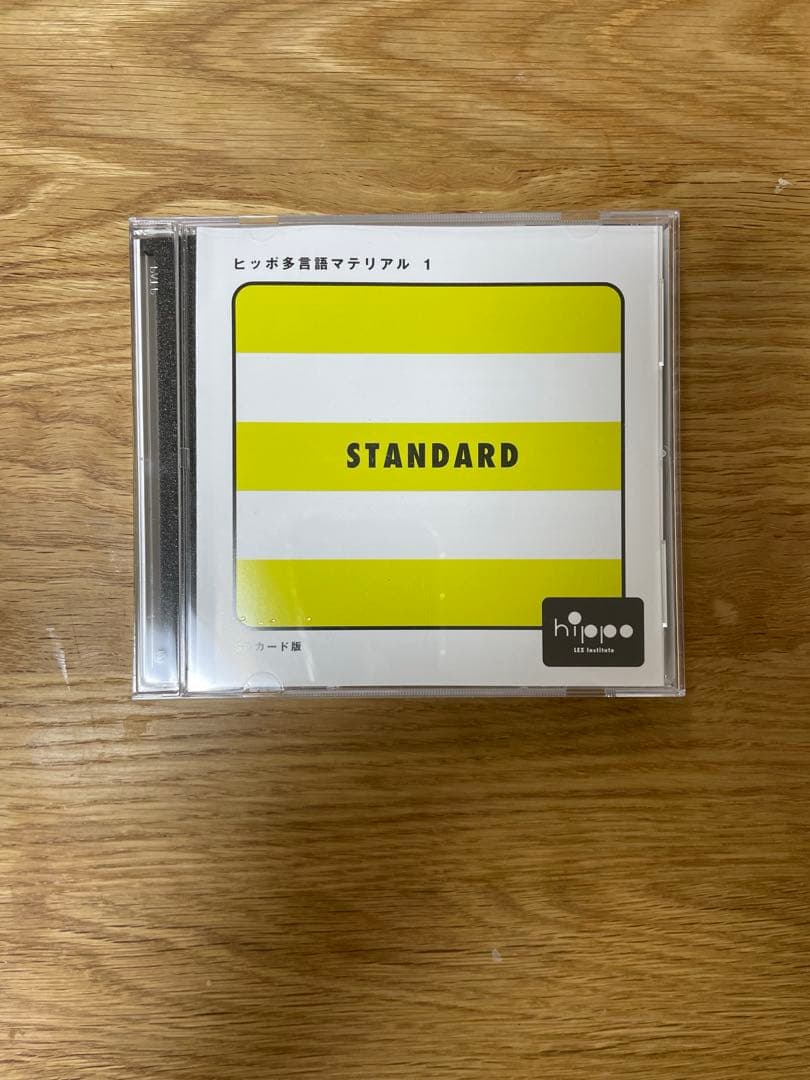 ヒッポ多言語マテリアル 1
STANDARD
hippo
LEX Institute
カード版